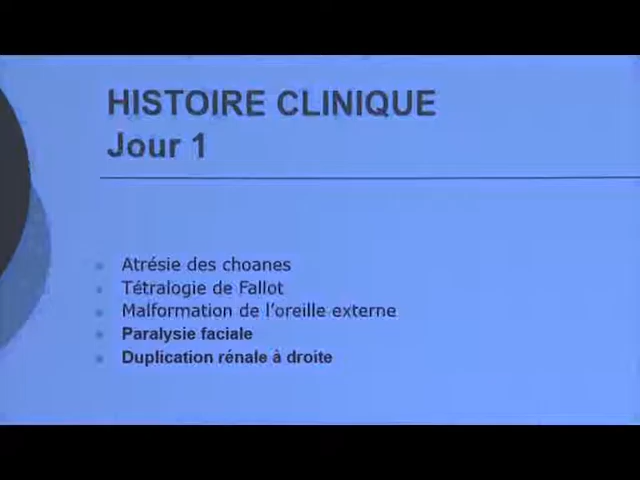 HISTOIRE CLINIQUE
Jour 1
Atrésie des choanes
Tétralogie de Fallot
Malformation de l'oreille externe
Paralysie faciale
Duplication rénale à droite